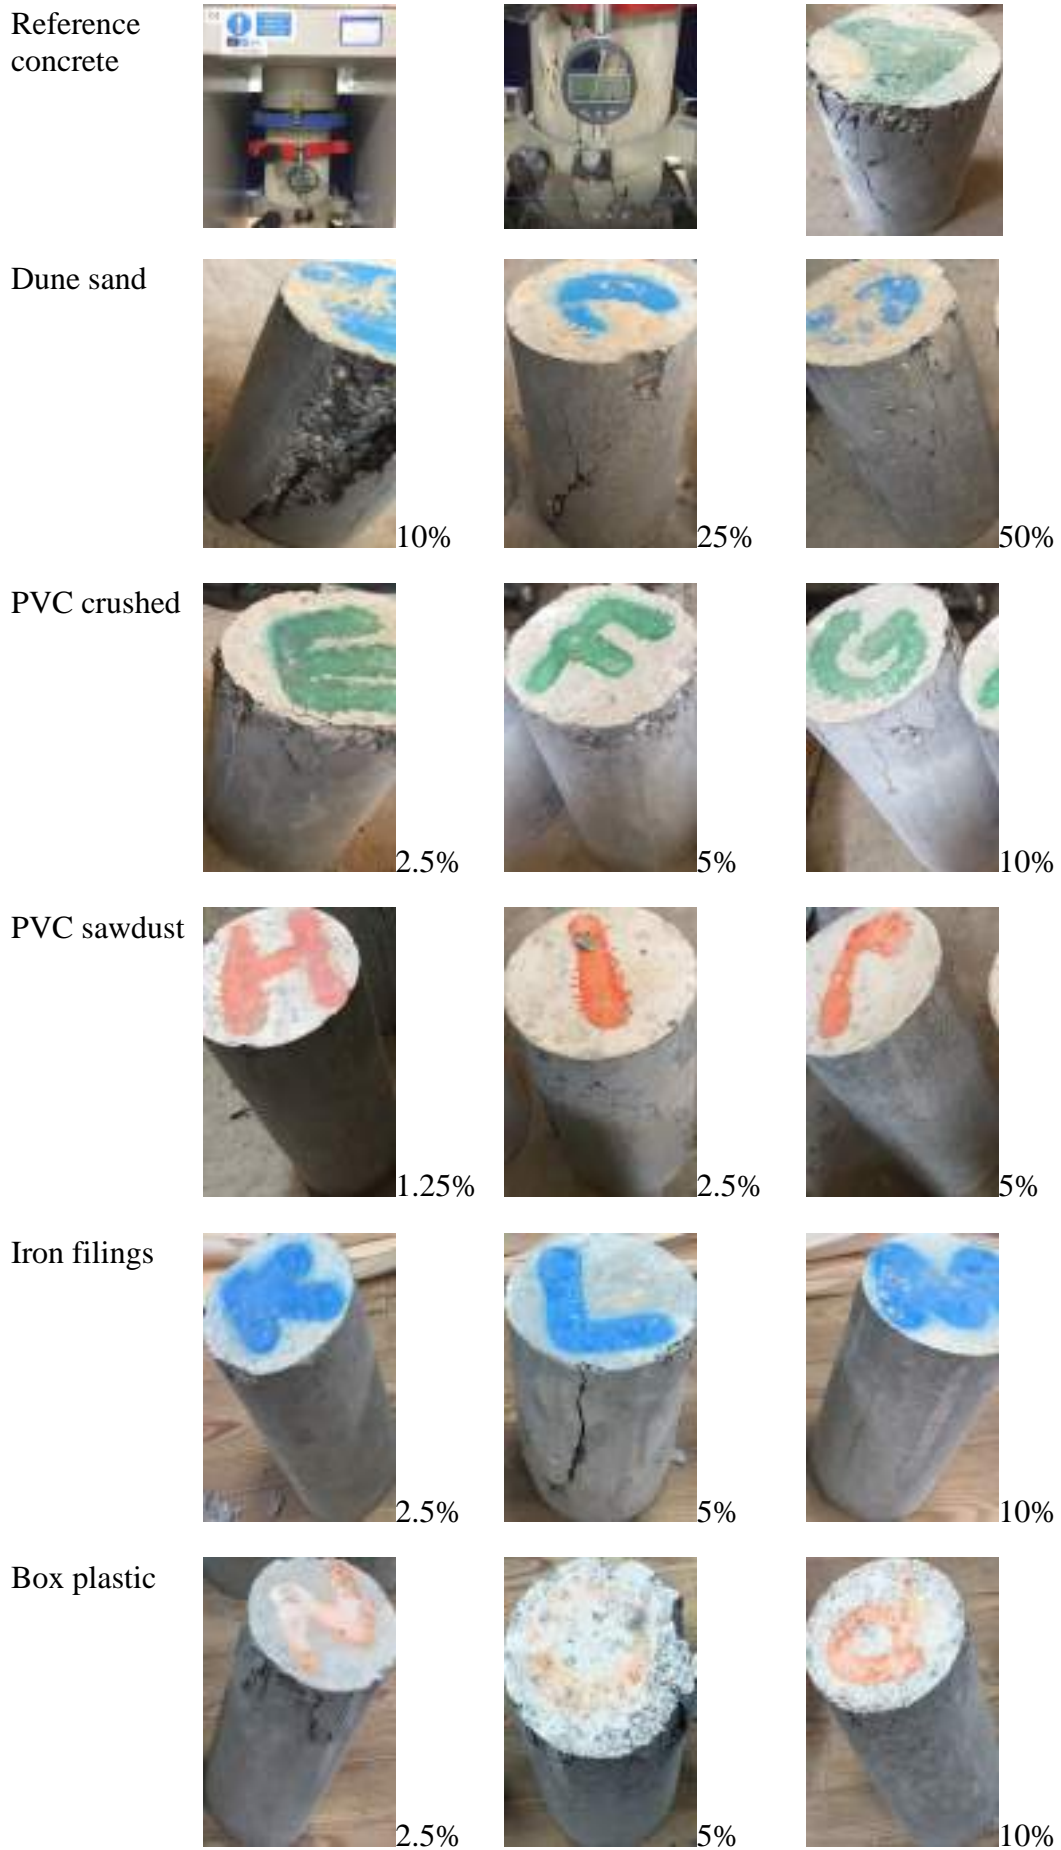 Reference
concrete
Dune sand
10%
25%
50%
PVC crushed
E
F
G
2.5%
5%
10%
PVC sawdust
H
I
1.25%
2.5%
5%
Iron filings
K
L
M
2.5%
5%
10%
Box plastic
N
2.5%
5%
10%